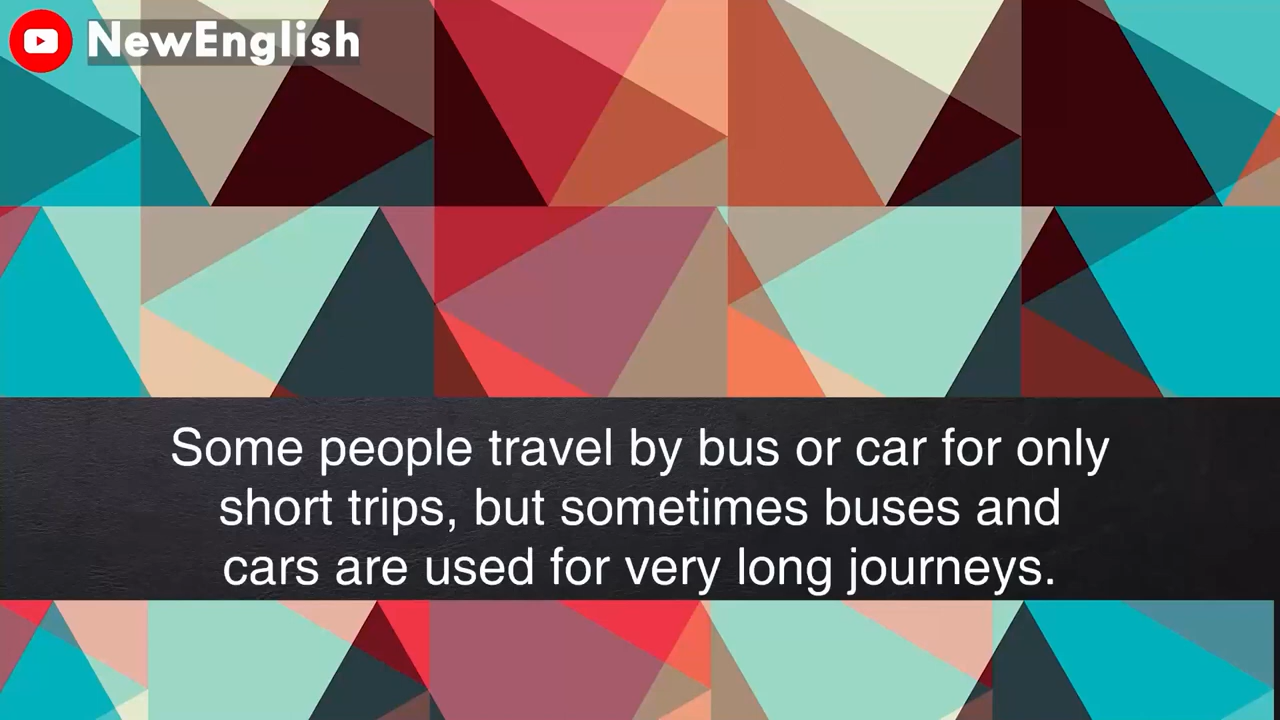 NewEnglish
Some people travel by bus or car for only
short trips, but sometimes buses and
cars are used for very long journeys.